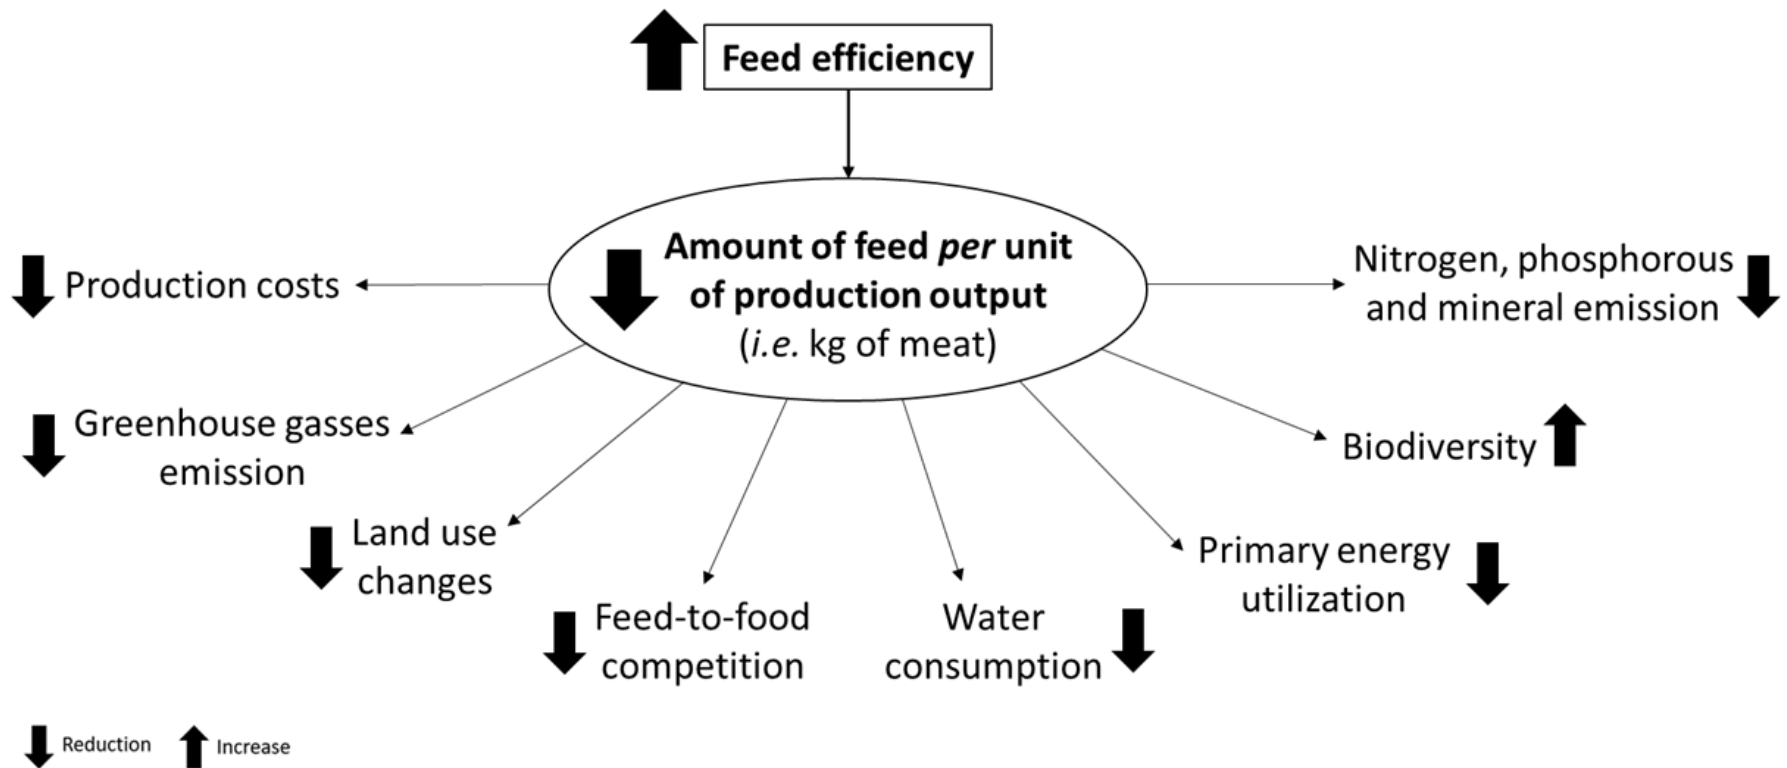 Feed efficiency
Amount of feed per unit
of production output
(i.e. kg of meat)
Production costs
Nitrogen, phosphorous
and mineral emission
Greenhouse gasses
emission
Biodiversity
Land use
changes
Primary energy
utilization
Feed-to-food
competition
Water
consumption
Reduction
Increase